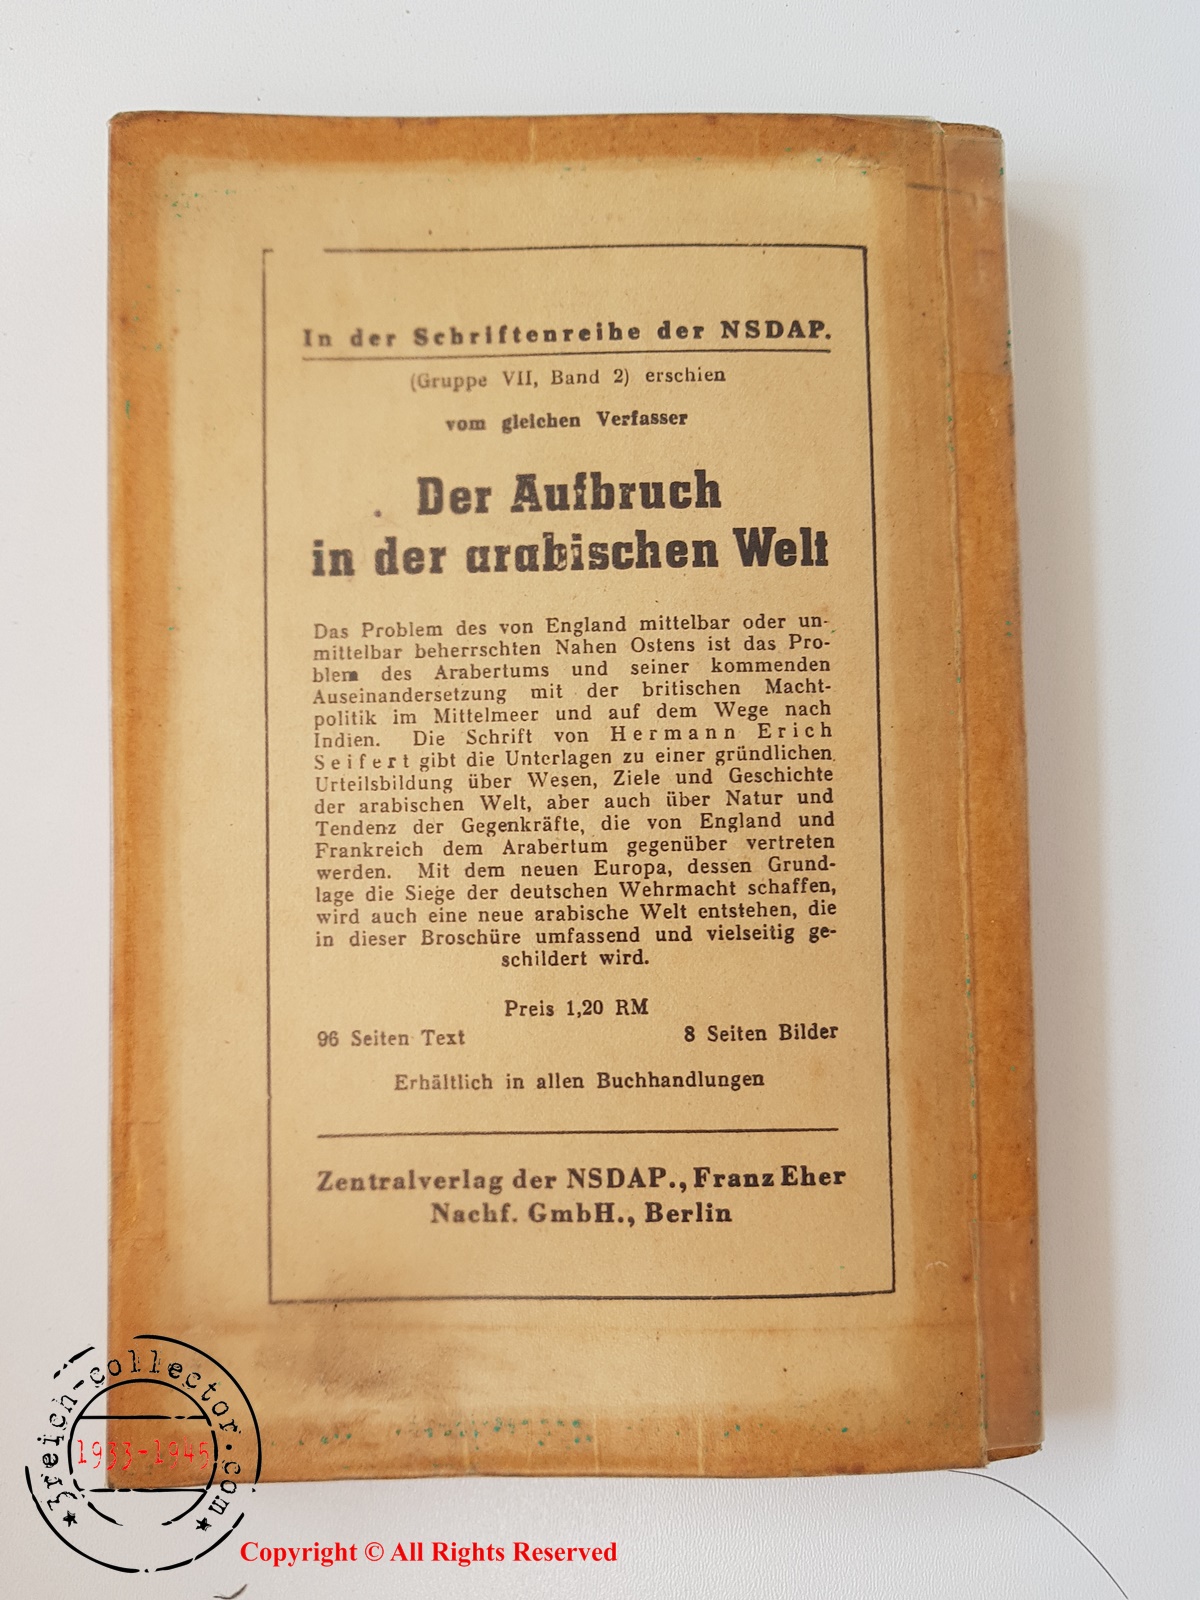 In der Schriftenreihe der NSDAP.
(Gruppe VII, Band 2) erschien
vom gleichen Verfasser
Der Aufbruch
in der arabischen Welt
Das Problem des von England mittelbar oder un-
mittelbar beherrschten Nahen Ostens ist das Pro-
blem des Arabertums und seiner kommenden
Auseinandersetzung mit der britischen Macht-
politik im Mittelmeer und auf dem Wege nach
Indien. Die Schrift von Hermann Erich
Seifert gibt die Unterlagen zu einer gründlichen
Urteilsbildung über Wesen, Ziele und Geschichte
der arabischen Welt, aber auch über Natur und
Tendenz der Gegenkräfte, die von England und
Frankreich dem Arabertum gegenüber vertreten
werden. Mit dem neuen Europa, dessen Grund-
lage die Siege der deutschen Wehrmacht schaffen,
wird auch eine neue arabische Welt entstehen, die
in dieser Broschüre umfassend und vielseitig ge-
schildert wird.
Preis 1,20 RM
96 Seiten Text 8 Seiten Bilder
Erhältlich in allen Buchhandlungen
Zentralverlag der NSDAP., Franz Eher
Nachf. GmbH., Berlin
3reich-collector.com
1933-1945
Copyright © All Rights Reserved